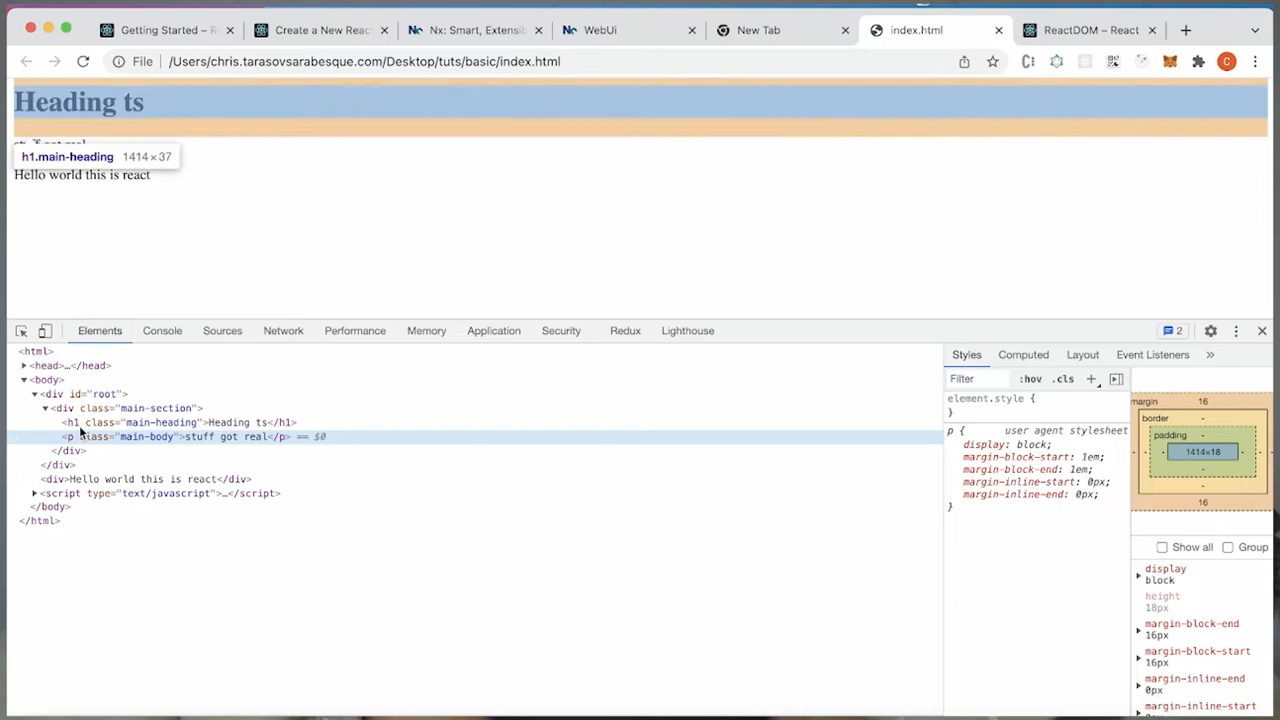 Getting Started – R
Create a New Reac
Nx: Smart, Extensib
WebUi
New Tab
index.html
ReactDOM – React
File
/Users/chris.tarasovsarabesque.com/Desktop/tuts/basic/index.html
C
Heading ts
h1.main-heading 1414×37
Hello world this is react
Elements
Console
Sources
Network
Performance
Memory
Application
Security
Redux
Lighthouse
2
<html>
<head>…</head>
<body>
<div id="root">
<div class="main-section">
<h1 class="main-heading">Heading ts</h1>
<p class="main-body">stuff got real</p> == $0
</div>
</div>
<div>Hello world this is react</div>
<script type="text/javascript">…</script>
</body>
</html>
Styles
Computed
Layout
Event Listeners
»
Filter
:hov .cls +
element.style {
}
p { user agent stylesheet
display: block;
margin-block-start: 1em;
margin-block-end: 1em;
margin-inline-start: 0px;
margin-inline-end: 0px;
}
margin 16
border -
padding -
- - 1414×18 - -
-
-
16
Show all
Group
display
block
height
18px
margin-block-end
16px
margin-block-start
16px
margin-inline-end
0px
margin-inline-start